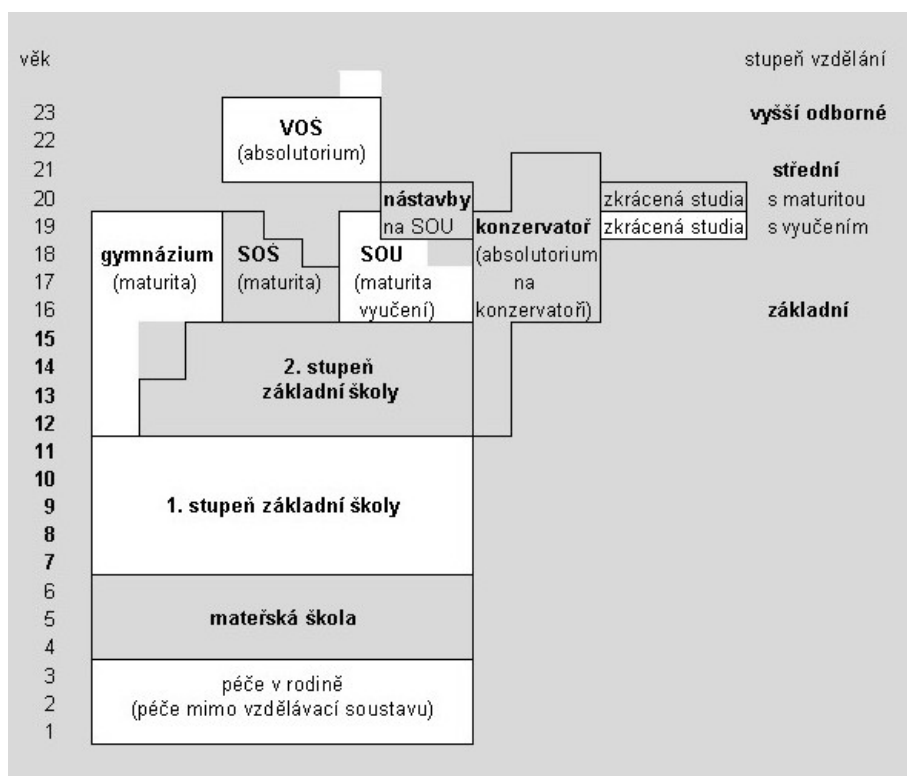 věk
stupeň vzdělání
23
vyšší odborné
VOŠ
22
(absolutorium)
21
střední
20
nástavby
zkrácená studia
s maturitou
19
na SOU
konzervatoř
zkrácená studia
s vyučením
18
gymnázium
SOŠ
SOU
(absolutorium
17
(maturita)
(maturita)
(maturita
na
16
vyučení)
konzervatoři)
základní
15
14
2. stupeň
13
základní školy
12
11
10
9
1. stupeň základní školy
8
7
6
5
mateřská škola
4
3
péče v rodině
2
(péče mimo vzdělávací soustavu)
1